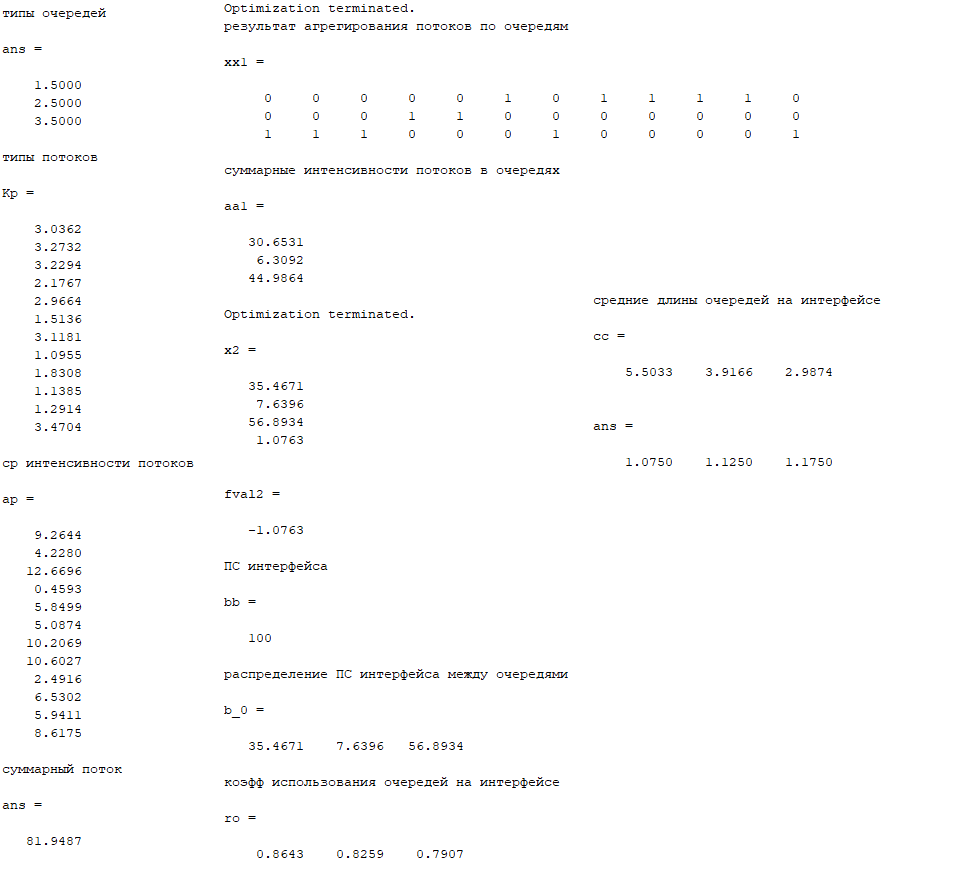 типы очередей
ans =
1.5000
2.5000
3.5000
типы потоков
Kp =
3.0362
3.2732
3.2294
2.1767
2.9664
1.5136
3.1181
1.0955
1.8308
1.1385
1.2914
3.4704
ср интенсивности потоков
ap =
9.2644
4.2280
12.6696
0.4593
5.8499
5.0874
10.2069
10.6027
2.4916
6.5302
5.9411
8.6175
суммарный поток
ans =
81.9487
Optimization terminated.
результат агрегирования потоков по очередям
xx1 =
0 0 0 0 0 1 0 1 1 1 1 0
0 0 0 1 1 0 0 0 0 0 0 0
1 1 1 0 0 0 1 0 0 0 0 1
суммарные интенсивности потоков в очередях
aa1 =
30.6531
6.3092
44.9864
Optimization terminated.
x2 =
35.4671
7.6396
56.8934
1.0763
fval2 =
-1.0763
ПС интерфейса
bb =
100
распределение ПС интерфейса между очередями
b_0 =
35.4671 7.6396 56.8934
коэфф использования очередей на интерфейсе
ro =
0.8643 0.8259 0.7907
средние длины очередей на интерфейсе
cc =
5.5033 3.9166 2.9874
ans =
1.0750 1.1250 1.1750